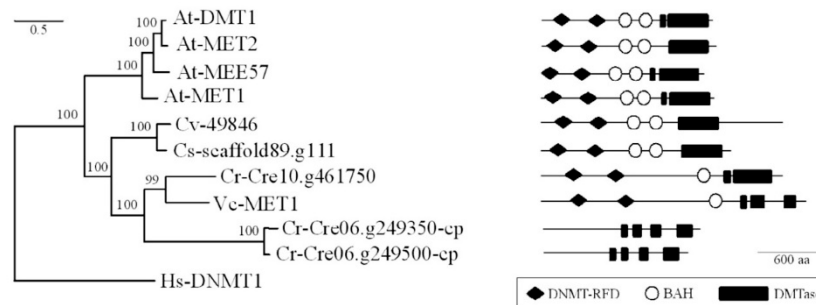 0.5
At-DMT1
100
100
At-MET2
At-MEE57
100
At-MET1
100
Cv-49846
100
Cs-scaffold89.g111
100
Cr-Cre10.g461750
99
Vc-MET1
100
Cr-Cre06.g249350-cp
100
Cr-Cre06.g249500-cp
600 aa
Hs-DNMT1
DNMT-RFD BAH DMTase